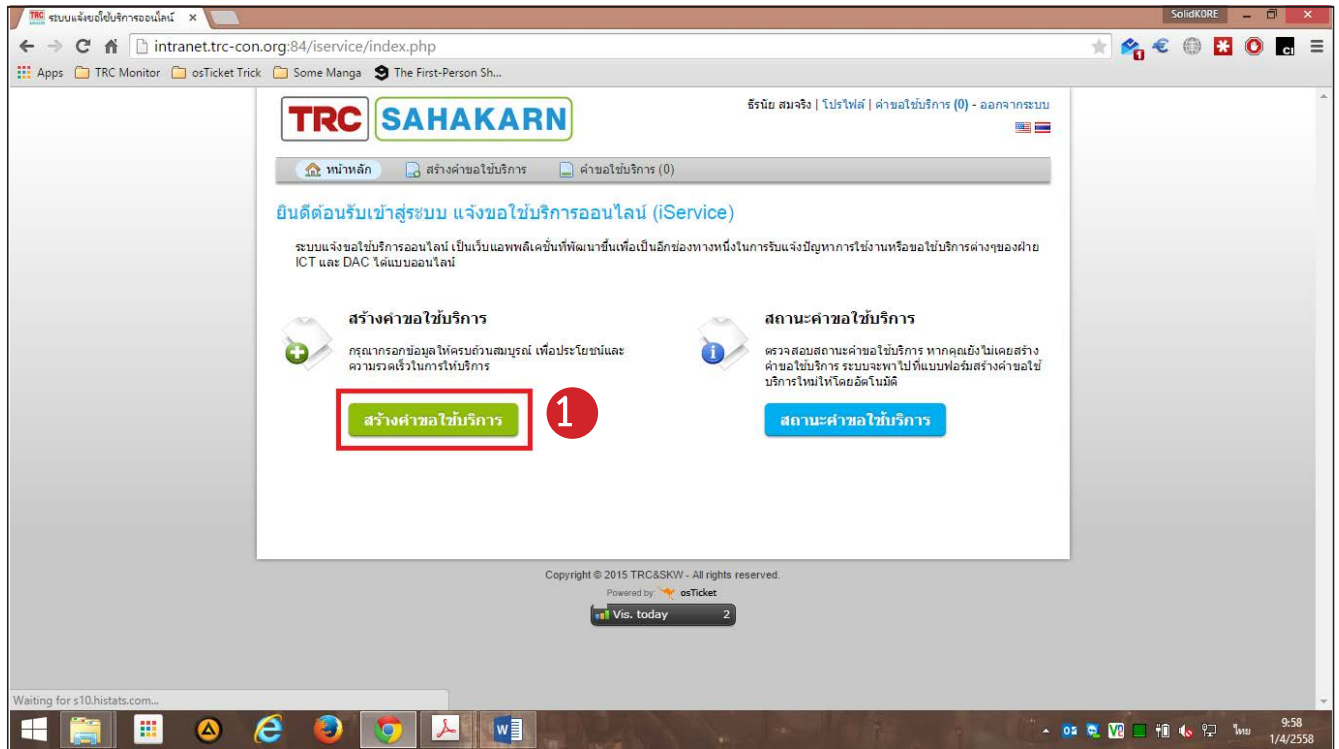 TRC ระบบแจ้งขอใช้บริการออนไลน์ ×
SolidK0RE
intranet.trc-con.org:84/iservice/index.php
Apps TRC Monitor osTicket Trick Some Manga The First-Person Sh...
TRC SAHAKARN
ธีรนัย สมจริง | โปรไฟล์ | คำขอใช้บริการ (0) - ออกจากระบบ
หน้าหลัก สร้างคำขอใช้บริการ คำขอใช้บริการ (0)
ยินดีต้อนรับเข้าสู่ระบบ แจ้งขอใช้บริการออนไลน์ (iService)
ระบบแจ้งขอใช้บริการออนไลน์ เป็นเว็บแอพพลิเคชั่นที่พัฒนาขึ้นเพื่อเป็นอีกช่องทางหนึ่งในการรับแจ้งปัญหาการใช้งานหรือขอใช้บริการต่างๆของฝ่าย
ICT และ DAC ได้แบบออนไลน์
สร้างคำขอใช้บริการ
กรุณากรอกข้อมูลให้ครบถ้วนสมบูรณ์ เพื่อประโยชน์และ
ความรวดเร็วในการให้บริการ
สร้างคำขอใช้บริการ
1
สถานะคำขอใช้บริการ
ตรวจสอบสถานะคำขอใช้บริการ หากคุณยังไม่เคยสร้าง
คำขอใช้บริการ ระบบจะพาไปที่แบบฟอร์มสร้างคำขอใช้
บริการใหม่ให้โดยอัตโนมัติ
สถานะคำขอใช้บริการ
Copyright © 2015 TRC&SKW - All rights reserved.
Powered by osTicket
Vis. today 2
Waiting for s10.histats.com...
ไทย
9:58
1/4/2558